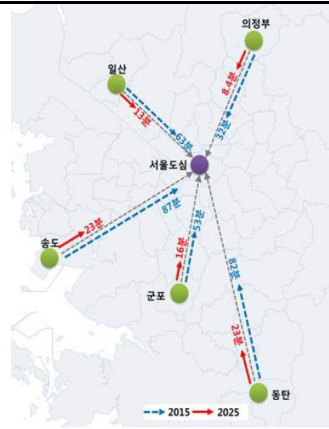 의정부
일산
8.4분
13분
63분
32분
서울도심
23분
87분
송도
16분
53분
82분
군포
23분
동탄
2015 2025